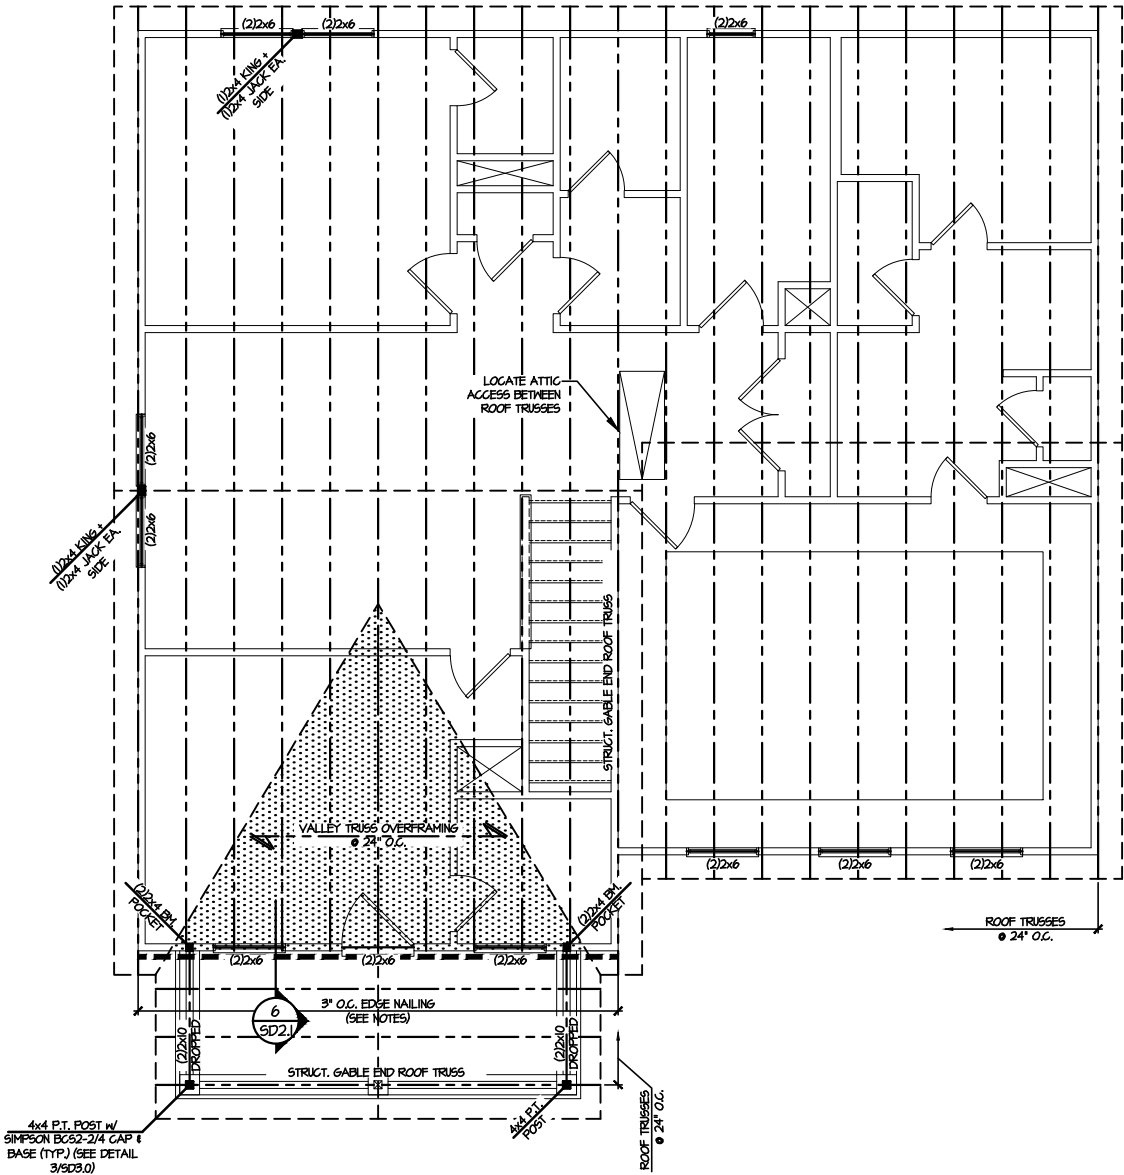 (2)2x6
(2)2x6
(2)2x6
(1)2x4 KING +
(1)2x4 JACK EA.
SIDE
LOCATE ATTIC
ACCESS BETWEEN
ROOF TRUSSES
(2)2x6
(2)2x6
(1)2x4 KING +
(1)2x4 JACK EA.
SIDE
STRUCT. GABLE END ROOF TRUSS
VALLEY TRUSS OVERFRAMING
@ 24" O.C.
(2)2x6
(2)2x6
(2)2x6
(2)2x4 BM.
POCKET
(2)2x4 BM.
POCKET
ROOF TRUSSES
@ 24" O.C.
(2)2x6
(2)2x6
(2)2x6
3" O.C. EDGE NAILING
(SEE NOTES)
6
SD2.1
(2)2x10
DROPPED
(2)2x10
DROPPED
STRUCT. GABLE END ROOF TRUSS
4x4 P.T. POST W/
SIMPSON BCS2-2/4 CAP &
BASE (TYP.) (SEE DETAIL
3/SD3.0)
4x4 P.T.
POST
ROOF TRUSSES
@ 24" O.C.